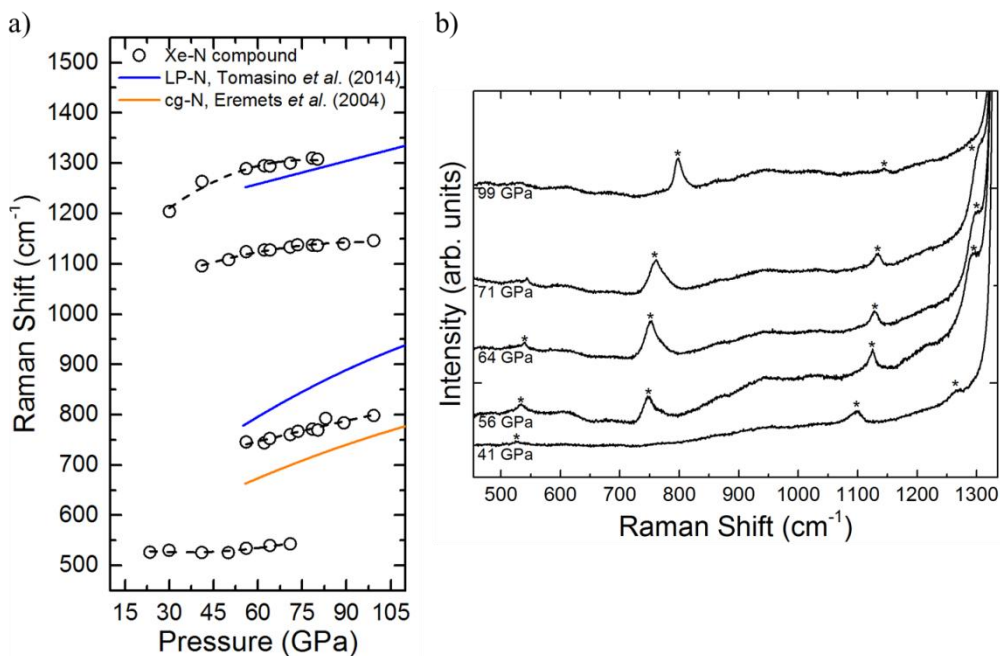 a)
Raman Shift (cm-1)
1500
1400
1300
1200
1100
1000
900
800
700
600
500
Xe-N compound
LP-N, Tomasino et al. (2014)
cg-N, Eremets et al. (2004)
15 30 45 60 75 90 105
Pressure (GPa)
b)
Intensity (arb. units)
* * *
99 GPa
* * *
71 GPa
* * * *
64 GPa
* * * *
56 GPa
* * *
41 GPa
500 600 700 800 900 1000 1100 1200 1300
Raman Shift (cm-1)